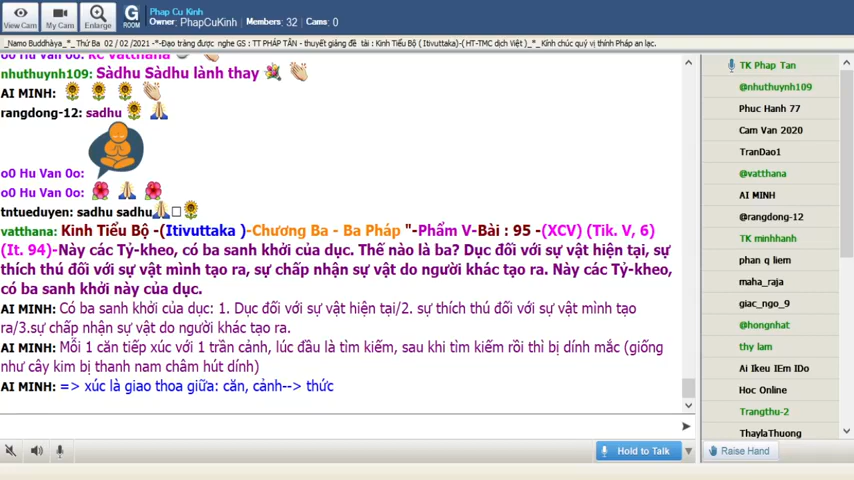 Phap Cu Kinh
Owner: PhapCuKinh Members: 32 Cams: 0
View Cams
My Cam
Enlarge
G
ROOM
_Namo Buddhàya_*_ Thứ Ba 02 / 02 /2021 -*-Đạo tràng được nghe GS : TT PHÁP TÂN - thuyết giảng đề tài : Kinh Tiểu Bộ ( Itivuttaka)-( HT-TMC dịch Việt )_*_ Kính chúc quý vị thính Pháp an lạc.
o0 Hu Van 0o: KC Vatthana
nhuthuynh109: Sàdhu Sàdhu lành thay
AI MINH:
rangdong-12: sadhu
o0 Hu Van 0o:
o0 Hu Van 0o:
tntueduyen: sadhu sadhu
vatthana: Kinh Tiểu Bộ -(Itivuttaka )-Chương Ba - Ba Pháp "-Phẩm V-Bài : 95 -(XCV) (Tik. V, 6)
(It. 94)-Này các Tỷ-kheo, có ba sanh khởi của dục. Thế nào là ba? Dục đối với sự vật hiện tại, sự
thích thú đối với sự vật mình tạo ra, sự chấp nhận sự vật do người khác tạo ra. Này các Tỷ-kheo,
có ba sanh khởi này của dục.
AI MINH: Có ba sanh khởi của dục: 1. Dục đối với sự vật hiện tại/2. sự thích thú đối với sự vật mình tạo
ra/3.sự chấp nhận sự vật do người khác tạo ra.
AI MINH: Mỗi 1 căn tiếp xúc với 1 trần cảnh, lúc đầu là tìm kiếm, sau khi tìm kiếm rồi thì bị dính mắc (giống
như cây kim bị thanh nam châm hút dính)
AI MINH: => xúc là giao thoa giữa: căn, cảnh--> thức
Hold to Talk
TK Phap Tan
@nhuthuynh109
Phuc Hanh 77
Cam Van 2020
TranDao1
@vatthana
AI MINH
@rangdong-12
TK minhhanh
phan q liem
maha_raja
giac_ngo_9
@hongnhat
thy lam
Ai Ikeu IEm IDo
Hoc Online
Trangthu-2
ThaylaThuong
Raise Hand